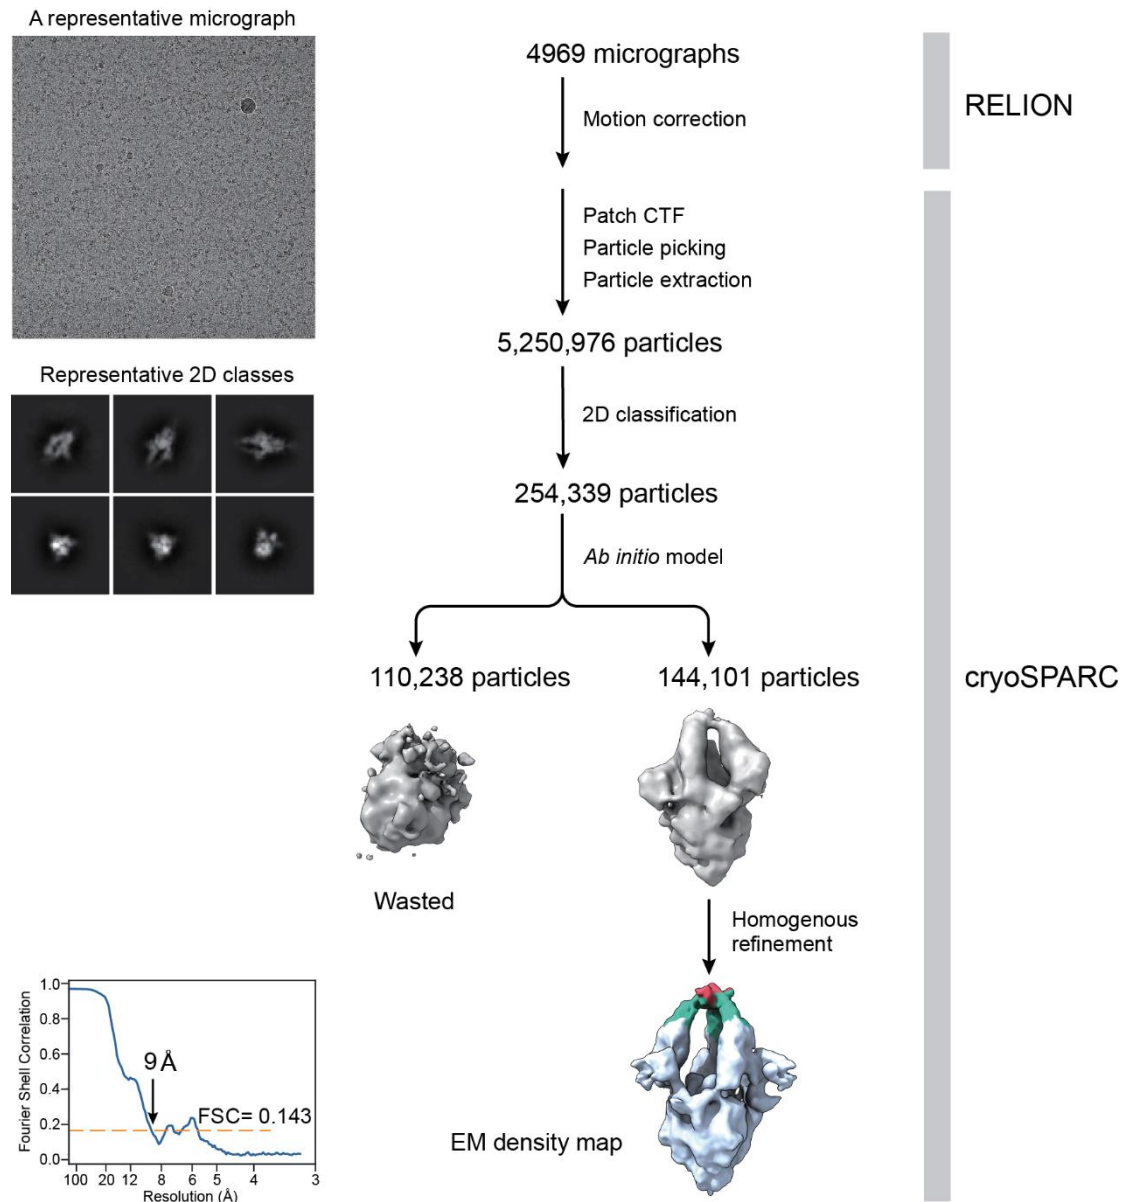 A representative micrograph
4969 micrographs
Motion correction
RELION
Patch CTF
Particle picking
Particle extraction
5,250,976 particles
Representative 2D classes
2D classification
254,339 particles
Ab initio model
110,238 particles
144,101 particles
cryoSPARC
Wasted
Homogenous
refinement
EM density map
Fourier Shell Correlation
1.0
0.8
0.6
0.4
0.2
0.0
9 Å
FSC= 0.143
100 20 12 8 6 5 4 3
Resolution (Å)